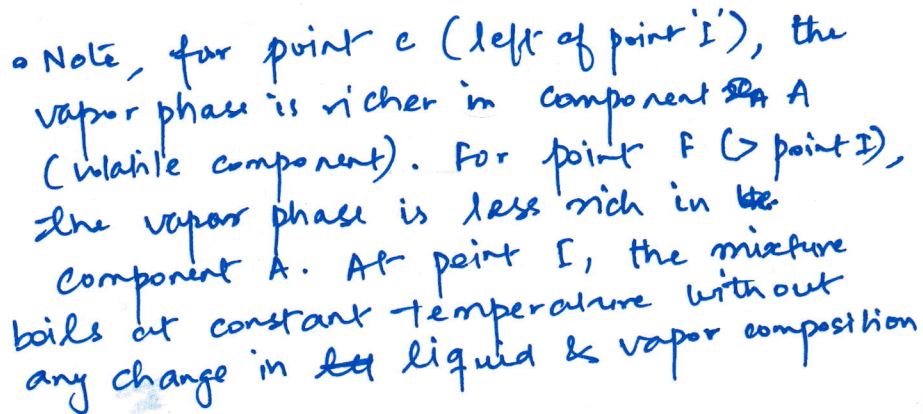 • Note, for point c (left of point 'I'), the
vapor phase is richer in component A
(volatile component). For point F (> point I),
the vapor phase is less rich in
component A. At point I, the mixture
boils at constant temperature without
any change in liquid & vapor composition